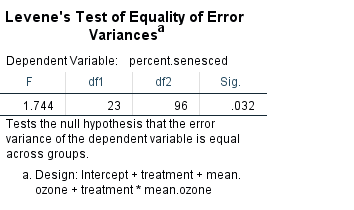 Levene's Test of Equality of Error
Variancesa
Dependent Variable: percent.senesced
F df1 df2 Sig.
1.744 23 96 .032
Tests the null hypothesis that the error
variance of the dependent variable is equal
across groups.
a. Design: Intercept + treatment + mean.
ozone + treatment * mean.ozone